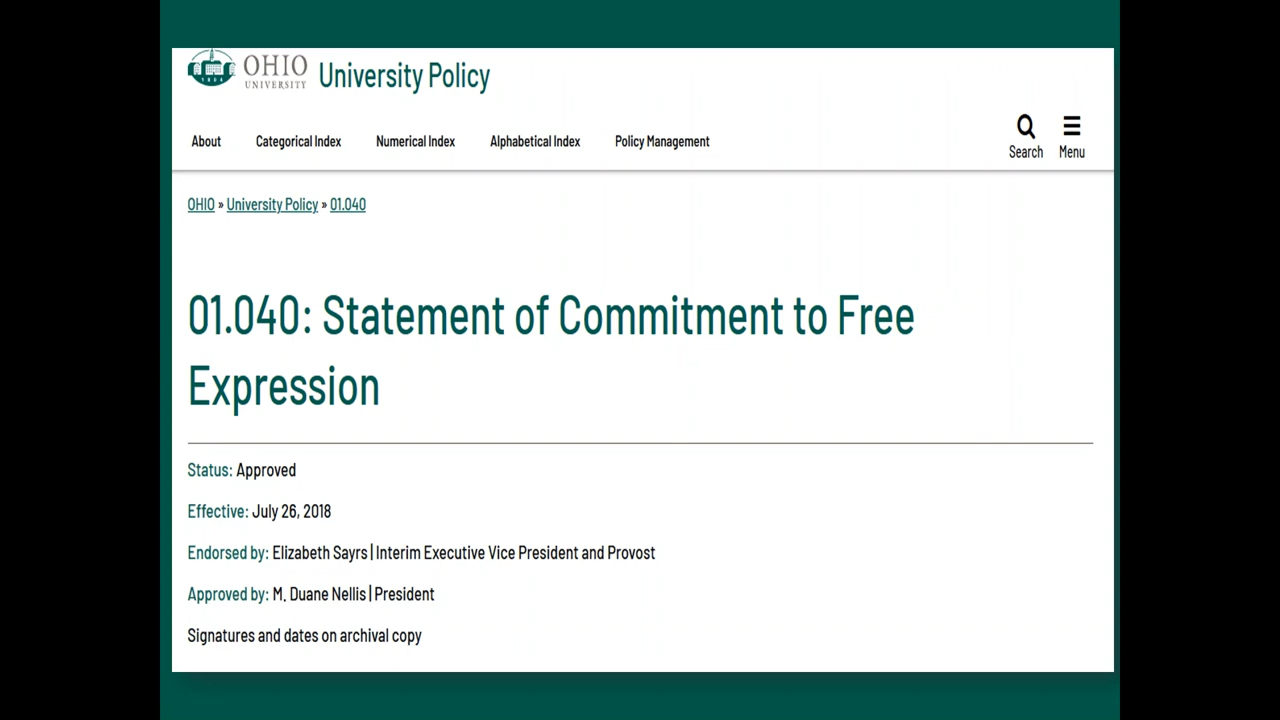 OHIO
UNIVERSITY
1804
University Policy
About Categorical Index Numerical Index Alphabetical Index Policy Management
Search Menu
OHIO » University Policy » 01.040
01.040: Statement of Commitment to Free
Expression
Status: Approved
Effective: July 26, 2018
Endorsed by: Elizabeth Sayrs | Interim Executive Vice President and Provost
Approved by: M. Duane Nellis | President
Signatures and dates on archival copy